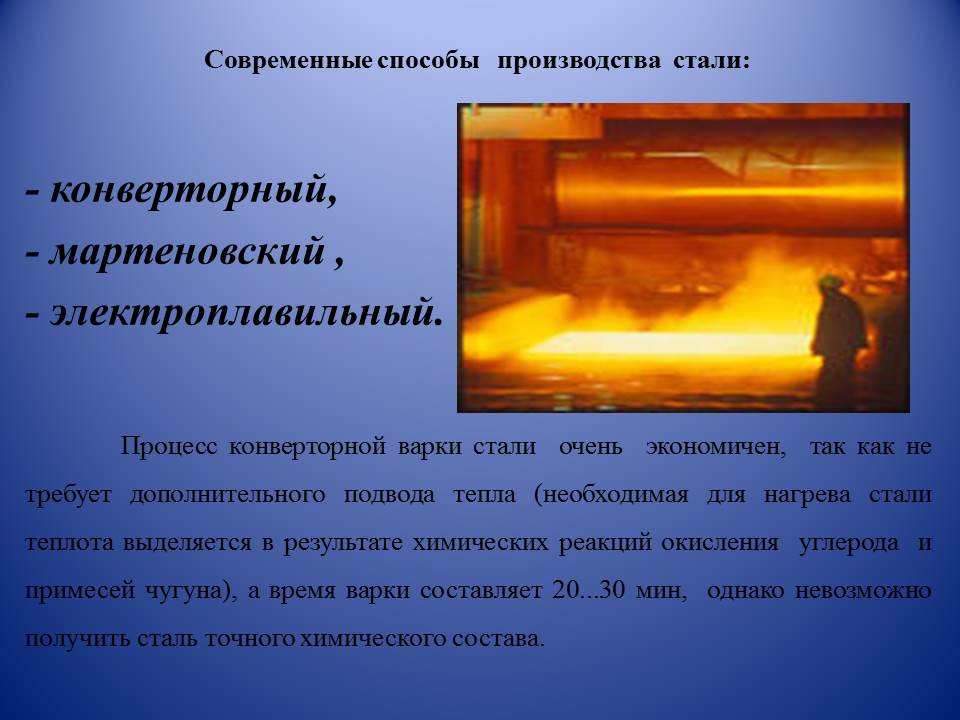 Современные способы производства стали:
- конверторный,
- мартеновский ,
- электроплавильный.
Процесс конверторной варки стали очень экономичен, так как не
требует дополнительного подвода тепла (необходимая для нагрева стали
теплота выделяется в результате химических реакций окисления углерода и
примесей чугуна), а время варки составляет 20...30 мин, однако невозможно
получить сталь точного химического состава.